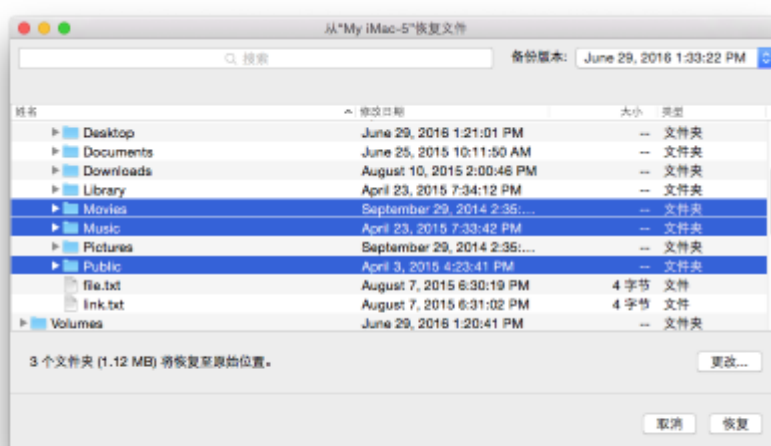 从"My iMac-5"恢复文件
搜索
备份版本: June 29, 2016 1:33:22 PM
姓名 修改日期 大小 类型
Desktop June 29, 2016 1:21:01 PM -- 文件夹
Documents June 25, 2015 10:11:50 AM -- 文件夹
Downloads August 10, 2015 2:00:46 PM -- 文件夹
Library April 23, 2015 7:34:12 PM -- 文件夹
Movies September 29, 2014 2:35:... -- 文件夹
Music April 23, 2015 7:33:42 PM -- 文件夹
Pictures September 29, 2014 2:35:... -- 文件夹
Public April 3, 2015 4:23:41 PM -- 文件夹
file.txt August 7, 2015 6:30:19 PM 4 字节 文件
link.txt August 7, 2015 6:31:02 PM 4 字节 文件
Volumes June 29, 2016 1:20:41 PM -- 文件夹
3 个文件夹 (1.12 MB) 将恢复至原始位置。
更改...
取消 恢复